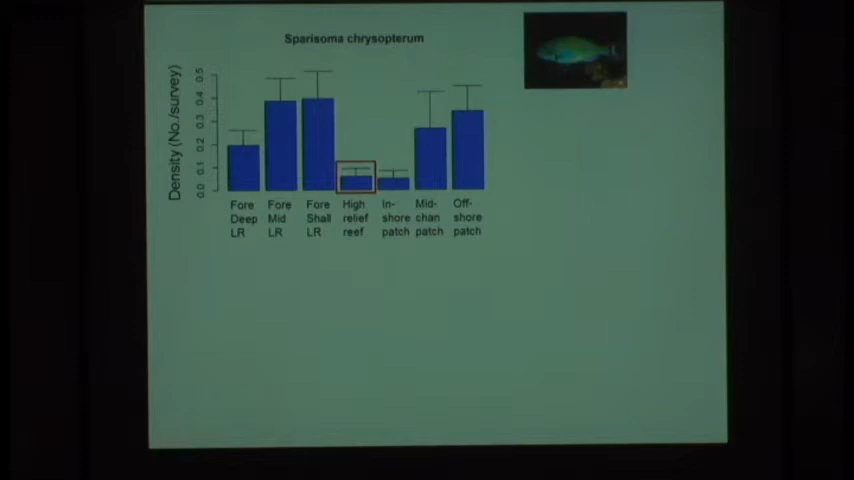 Sparisoma chrysopterum
Density (No./survey)
0.5
0.4
0.3
0.2
0.1
0.0
Fore Deep LR
Fore Mid LR
Fore Shall LR
High relief reef
In-shore patch
Mid-chan patch
Off-shore patch